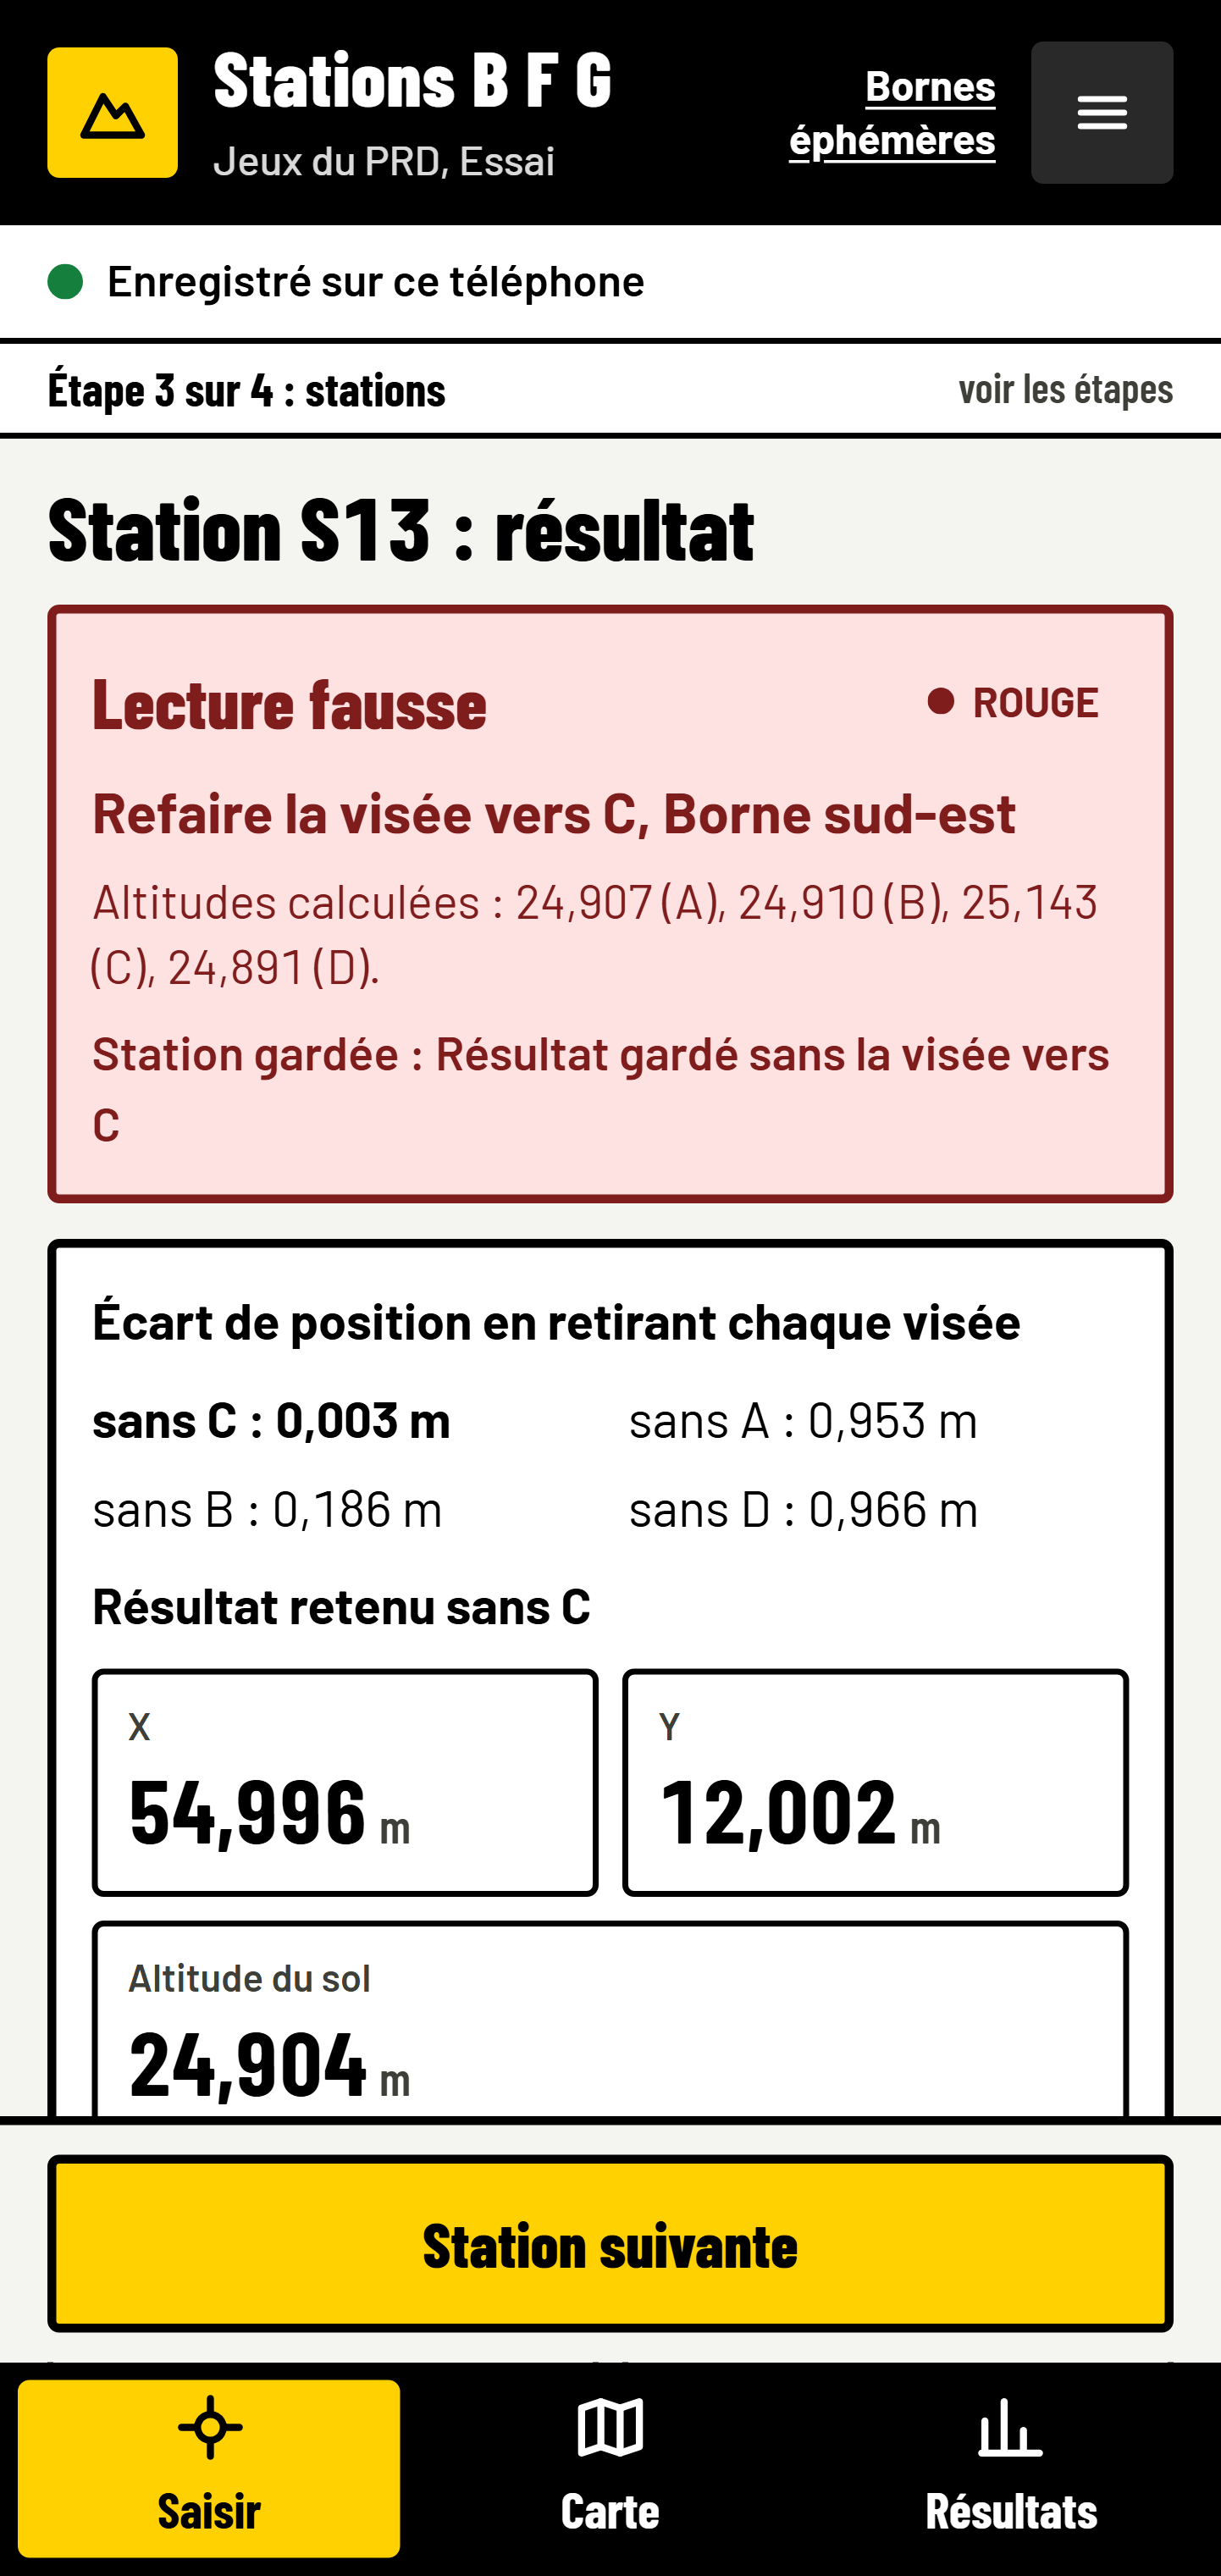 Stations B F G
Jeux du PRD, Essai
Bornes
éphémères
Enregistré sur ce téléphone
Étape 3 sur 4 : stations
voir les étapes
Station S13 : résultat
Lecture fausse
ROUGE
Refaire la visée vers C, Borne sud-est
Altitudes calculées : 24,907 (A), 24,910 (B), 25,143
(C), 24,891 (D).
Station gardée : Résultat gardé sans la visée vers
C
Écart de position en retirant chaque visée
sans C : 0,003 m
sans A : 0,953 m
sans B : 0,186 m
sans D : 0,966 m
Résultat retenu sans C
X
54,996 m
Y
12,002 m
Altitude du sol
24,904 m
Station suivante
Saisir
Carte
Résultats